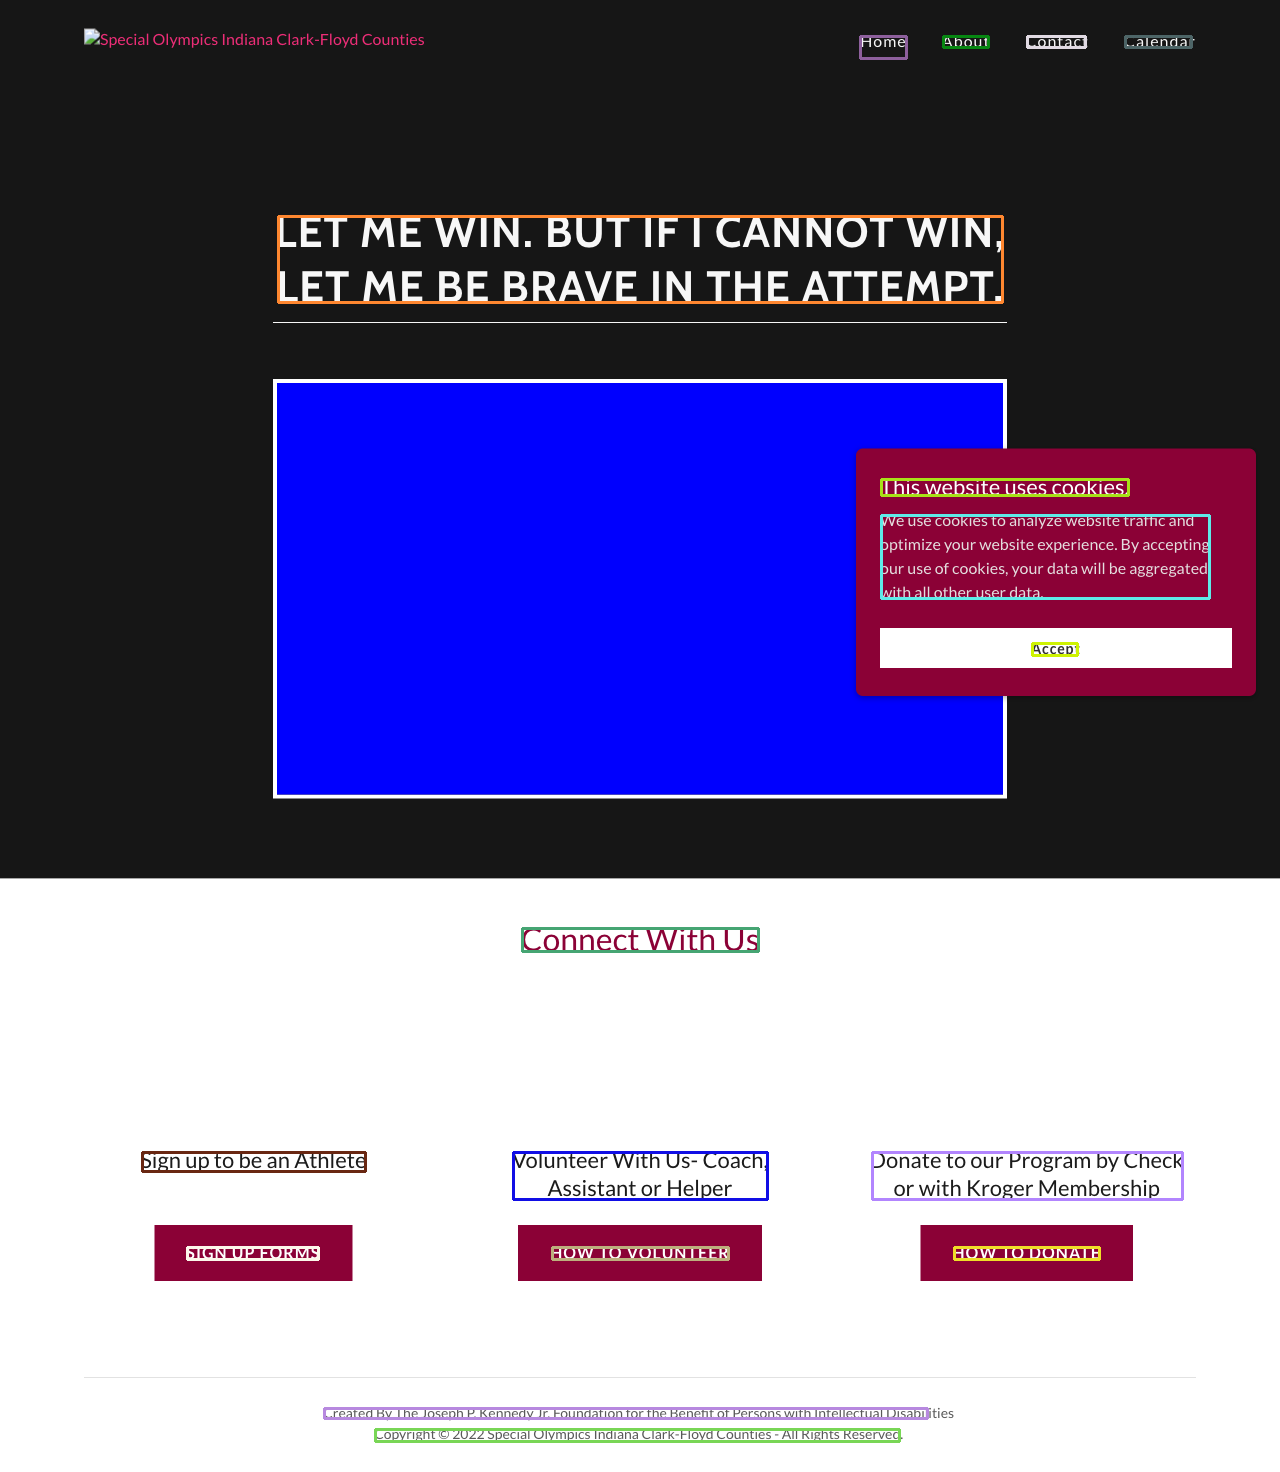 Special Olympics Indiana Clark-Floyd Counties
Home
About
Contact
Calendar
LET ME WIN. BUT IF I CANNOT WIN,
LET ME BE BRAVE IN THE ATTEMPT.
This website uses cookies.
We use cookies to analyze website traffic and
optimize your website experience. By accepting
our use of cookies, your data will be aggregated
with all other user data.
Accept
Connect With Us
Sign up to be an Athlete
Volunteer With Us- Coach,
Assistant or Helper
Donate to our Program by Check
or with Kroger Membership
SIGN UP FORMS
HOW TO VOLUNTEER
HOW TO DONATE
Created By The Joseph P. Kennedy Jr. Foundation for the Benefit of Persons with Intellectual Disabilities
Copyright © 2022 Special Olympics Indiana Clark-Floyd Counties - All Rights Reserved.